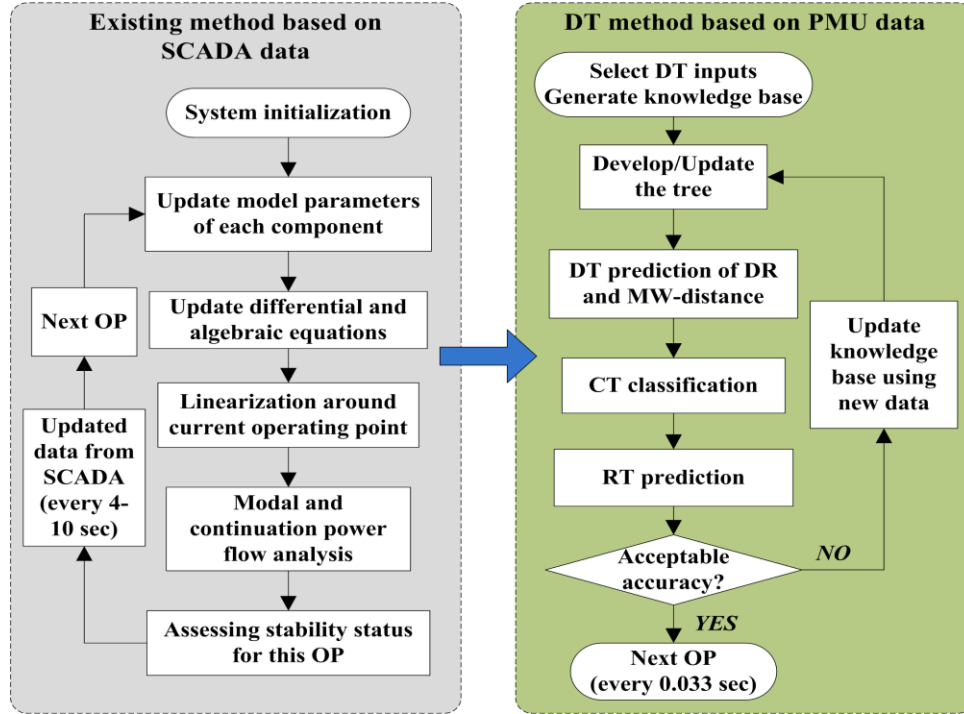 Existing method based on
SCADA data
System initialization
Update model parameters
of each component
Update differential and
algebraic equations
Next OP
Linearization around
current operating point
Updated
data from
SCADA
(every 4-
10 sec)
Modal and
continuation power
flow analysis
Assessing stability status
for this OP
DT method based on PMU data
Select DT inputs
Generate knowledge base
Develop/Update
the tree
DT prediction of DR
and MW-distance
CT classification
Update
knowledge
base using
new data
RT prediction
Acceptable
accuracy?
NO
YES
Next OP
(every 0.033 sec)